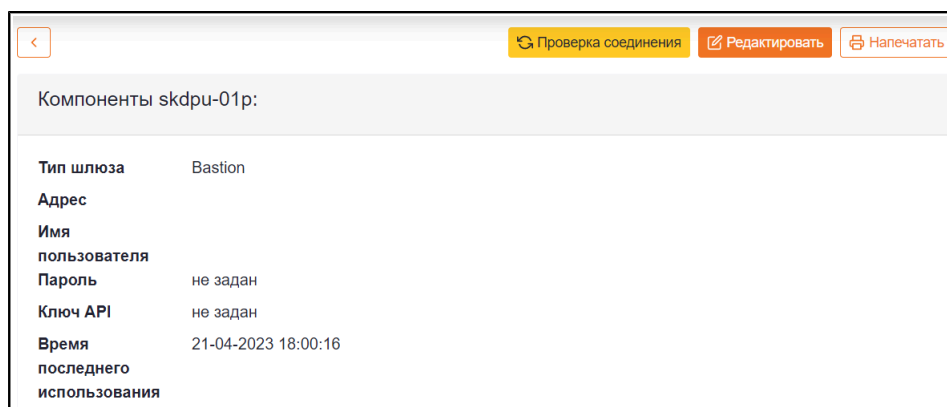 Проверка соединения Редактировать Напечатать
Компоненты skdpu-01p:
Тип шлюза Bastion
Адрес
Имя
пользователя
Пароль не задан
Ключ API не задан
Время 21-04-2023 18:00:16
последнего
использования